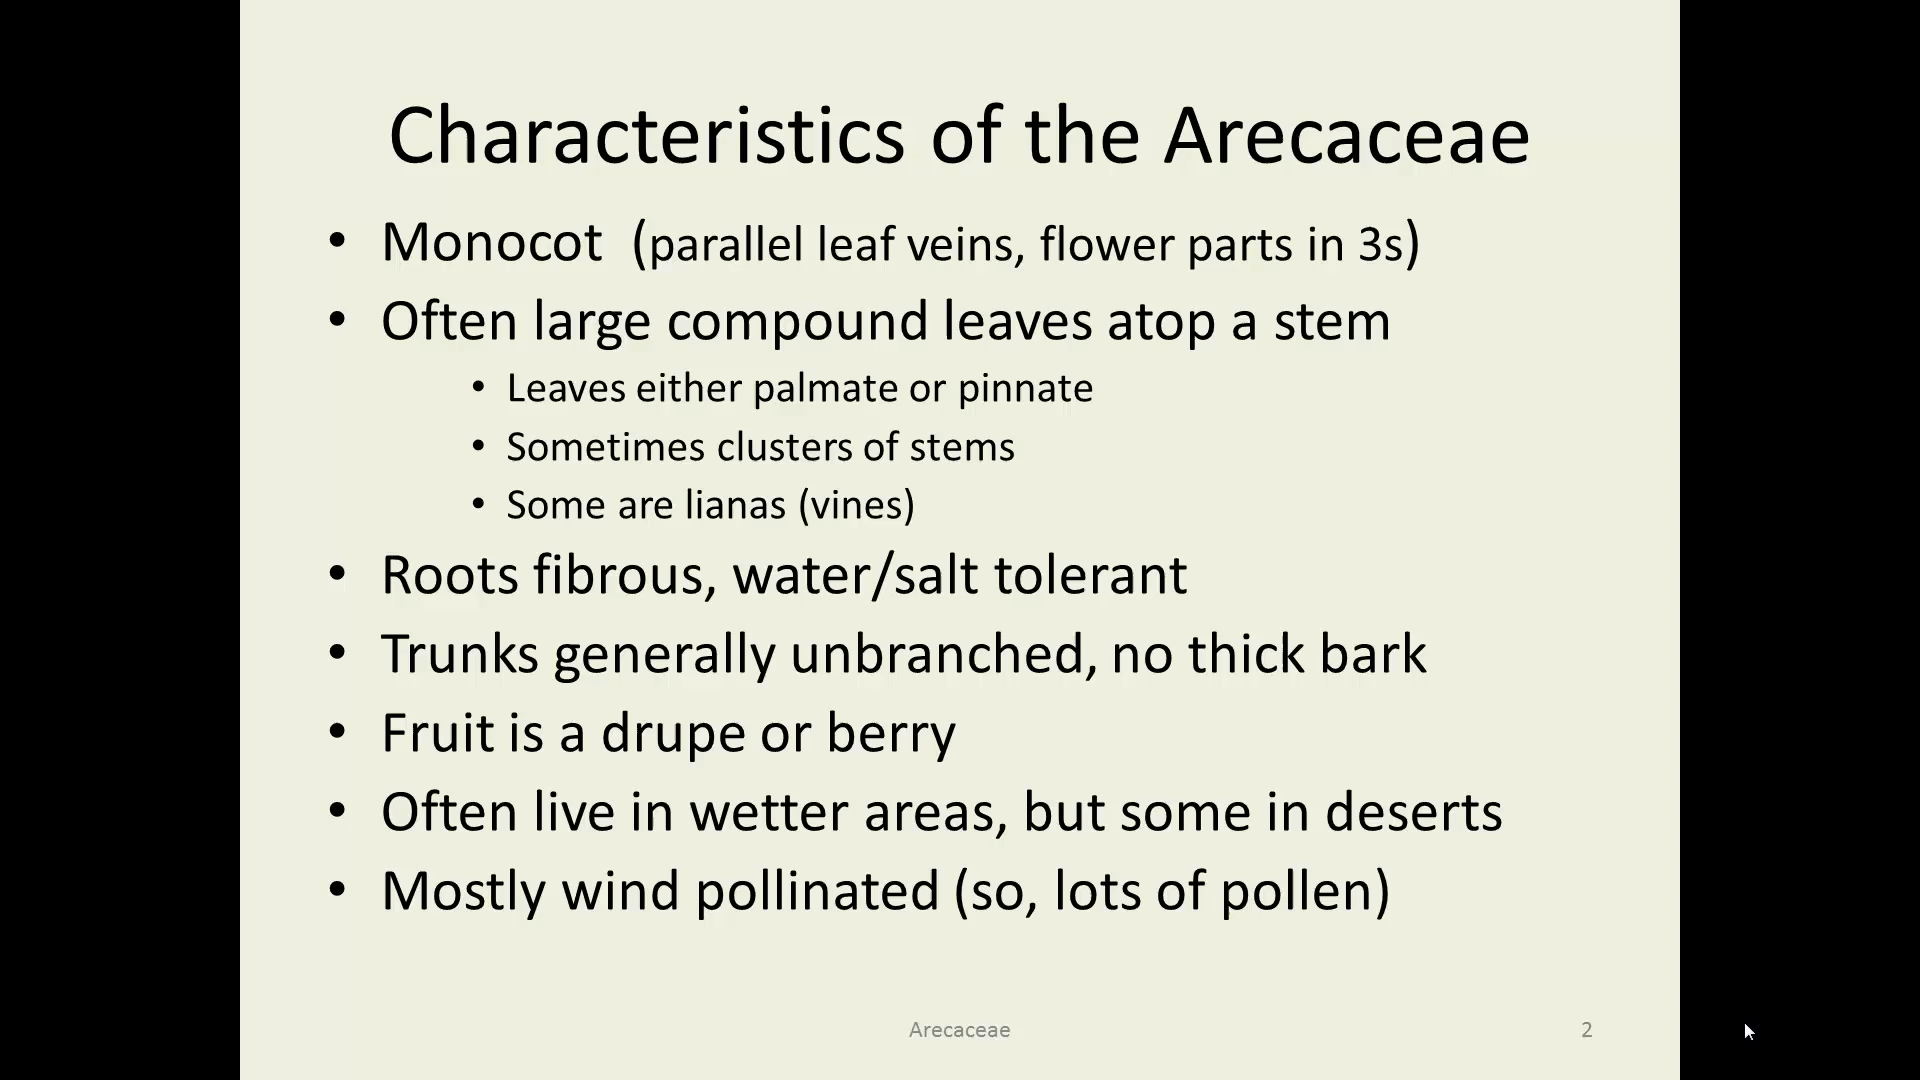 Characteristics of the Arecaceae
• Monocot (parallel leaf veins, flower parts in 3s)
• Often large compound leaves atop a stem
• Leaves either palmate or pinnate
• Sometimes clusters of stems
• Some are lianas (vines)
• Roots fibrous, water/salt tolerant
• Trunks generally unbranched, no thick bark
• Fruit is a drupe or berry
• Often live in wetter areas, but some in deserts
• Mostly wind pollinated (so, lots of pollen)
Arecaceae 2